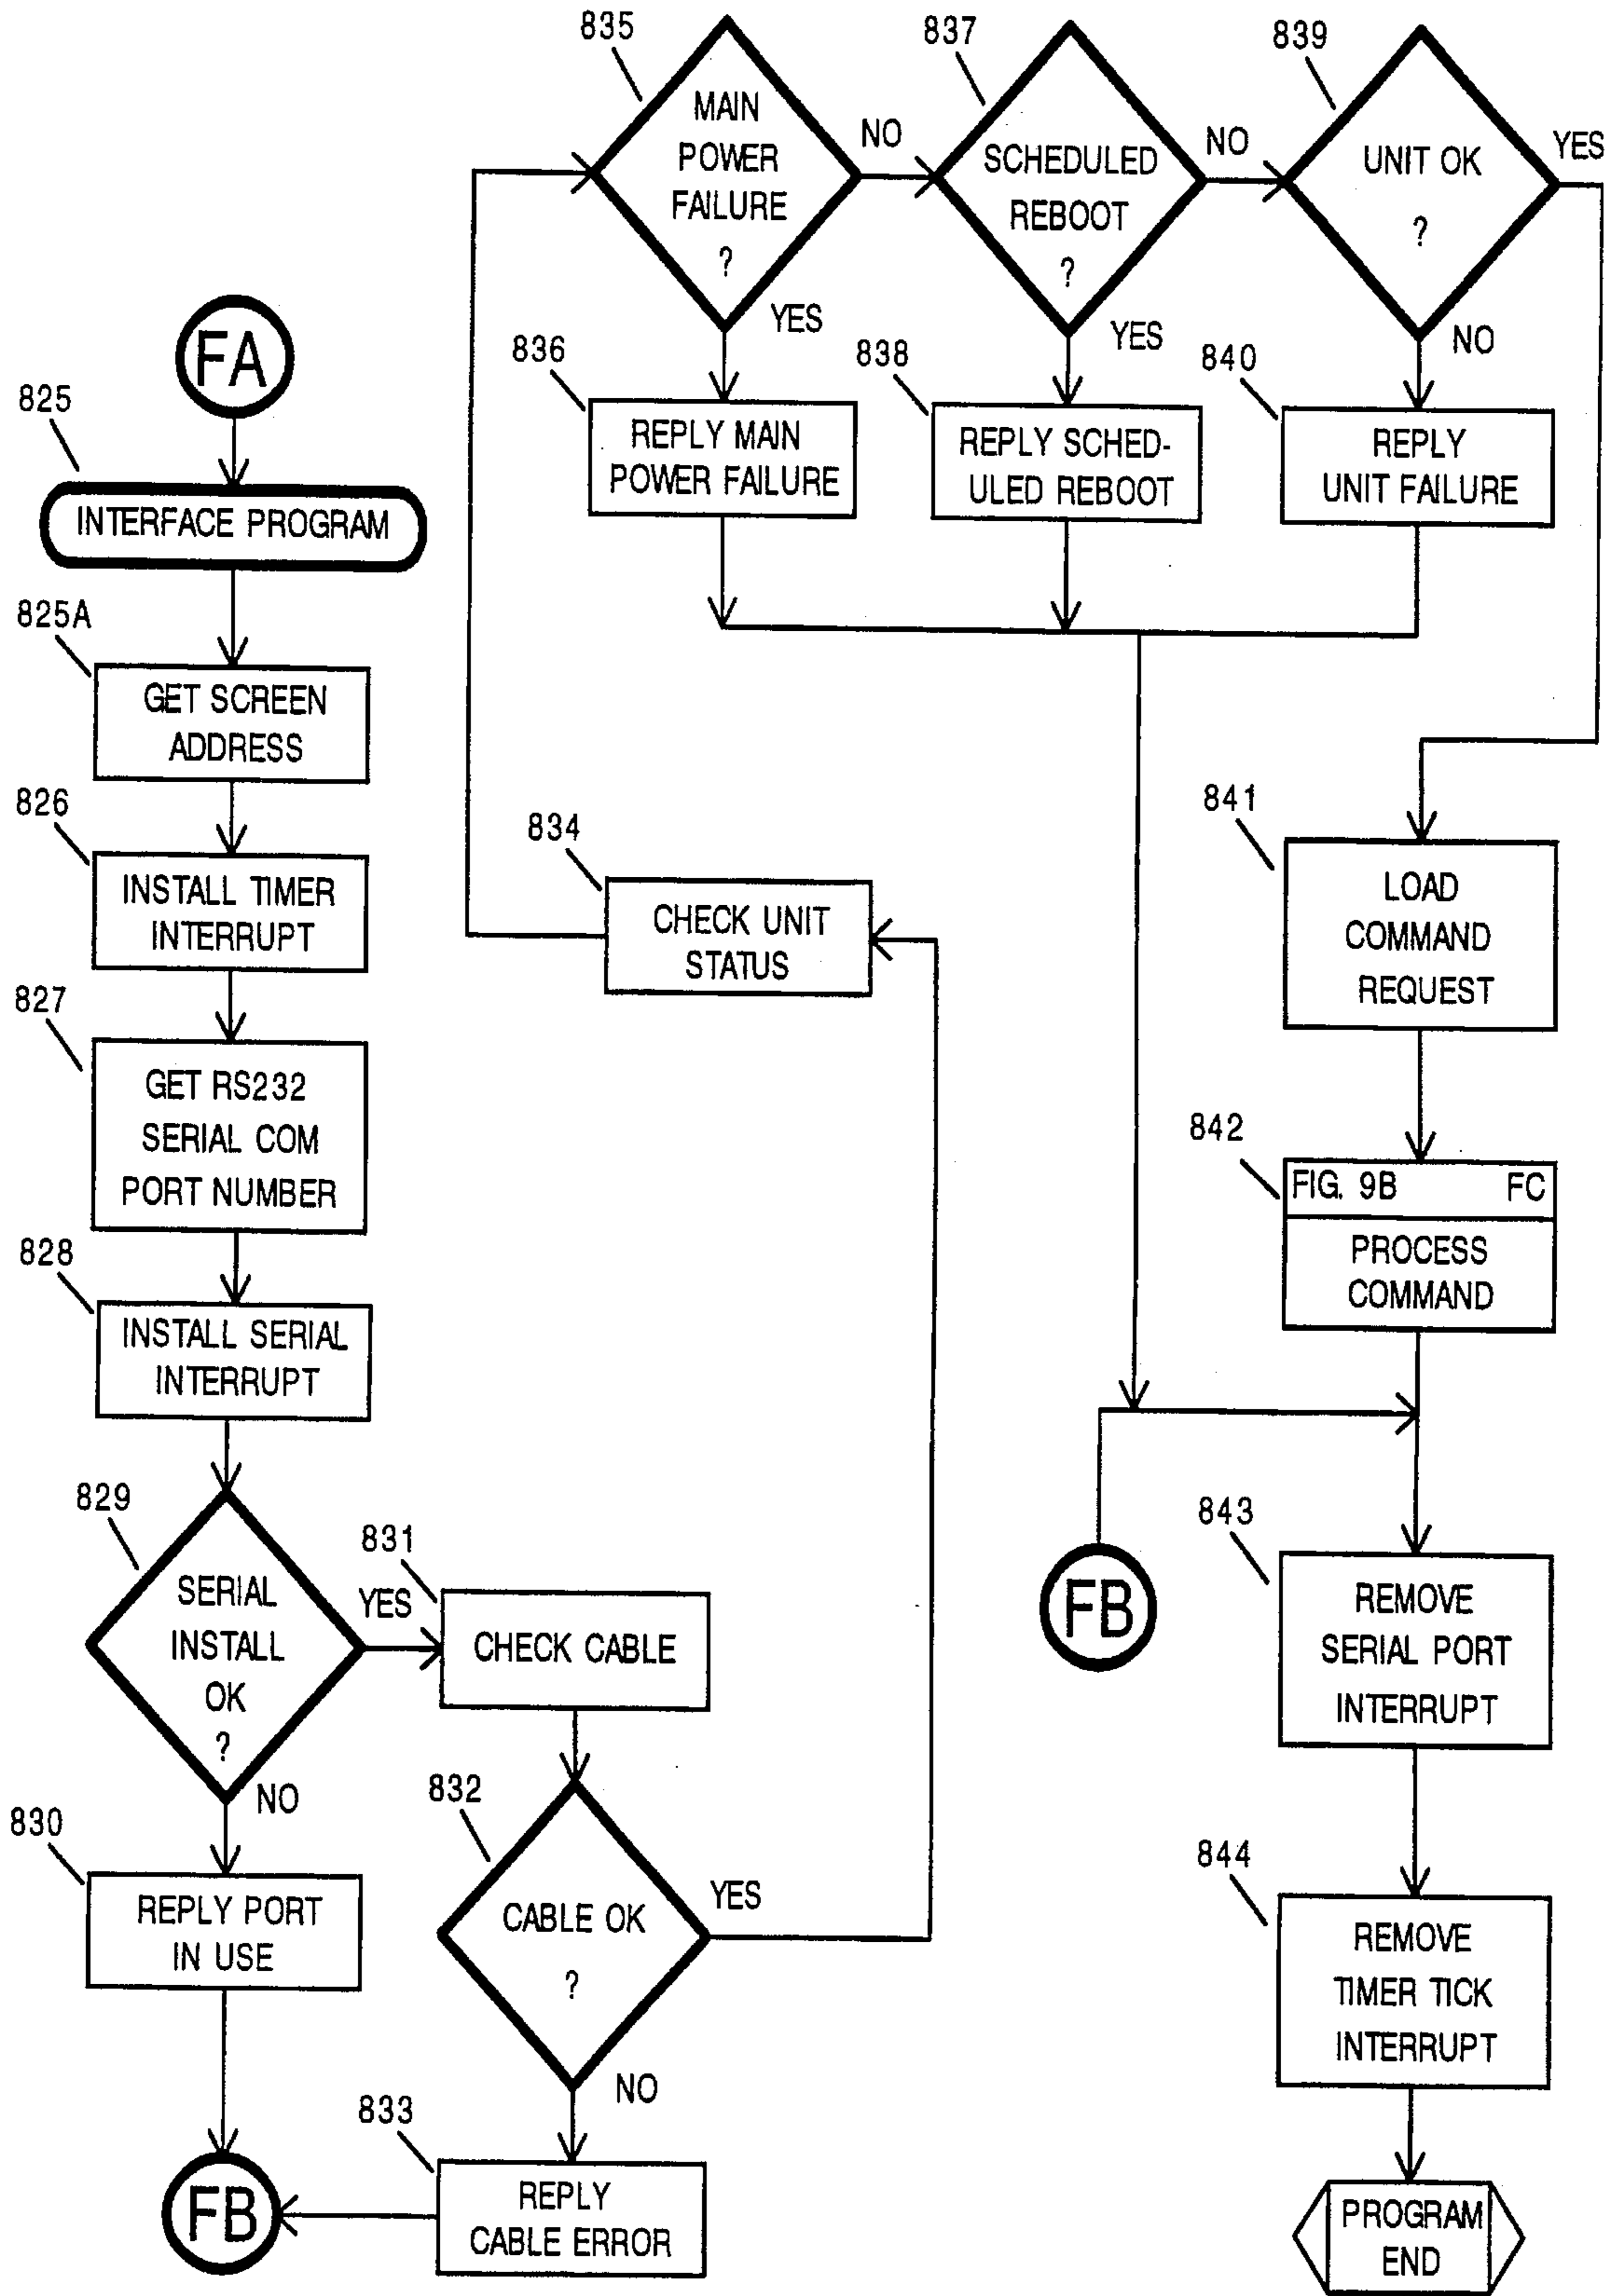 FA
825
INTERFACE PROGRAM
825A
GET SCREEN
ADDRESS
826
INSTALL TIMER
INTERRUPT
827
GET RS232
SERIAL COM
PORT NUMBER
828
INSTALL SERIAL
INTERRUPT
829
SERIAL
INSTALL
OK
?
YES
NO
830
REPLY PORT
IN USE
FB
831
CHECK CABLE
832
CABLE OK
?
YES
NO
833
REPLY
CABLE ERROR
834
CHECK UNIT
STATUS
835
MAIN
POWER
FAILURE
?
NO
YES
836
REPLY MAIN
POWER FAILURE
837
SCHEDULED
REBOOT
?
NO
YES
838
REPLY SCHED-
ULED REBOOT
839
UNIT OK
?
YES
NO
840
REPLY
UNIT FAILURE
841
LOAD
COMMAND
REQUEST
842
FIG. 9B FC
PROCESS
COMMAND
FB
843
REMOVE
SERIAL PORT
INTERRUPT
844
REMOVE
TIMER TICK
INTERRUPT
PROGRAM
END